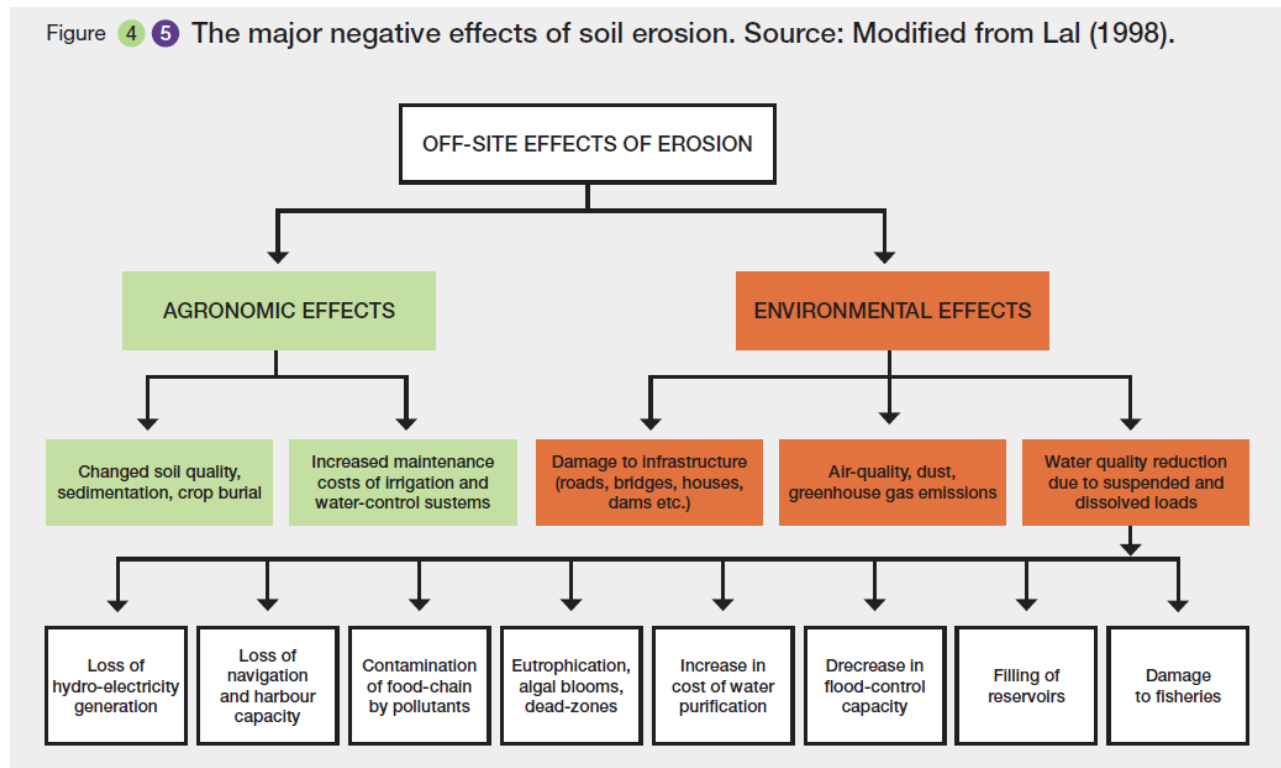 Figure 4 5 The major negative effects of soil erosion. Source: Modified from Lal (1998).
OFF-SITE EFFECTS OF EROSION
AGRONOMIC EFFECTS
ENVIRONMENTAL EFFECTS
Changed soil quality,
sedimentation, crop burial
Increased maintenance
costs of irrigation and
water-control sustems
Damage to infrastructure
(roads, bridges, houses,
dams etc.)
Air-quality, dust,
greenhouse gas emissions
Water quality reduction
due to suspended and
dissolved loads
Loss of
hydro-electricity
generation
Loss of
navigation
and harbour
capacity
Contamination
of food-chain
by pollutants
Eutrophication,
algal blooms,
dead-zones
Increase in
cost of water
purification
Drecrease in
flood-control
capacity
Filling of
reservoirs
Damage
to fisheries